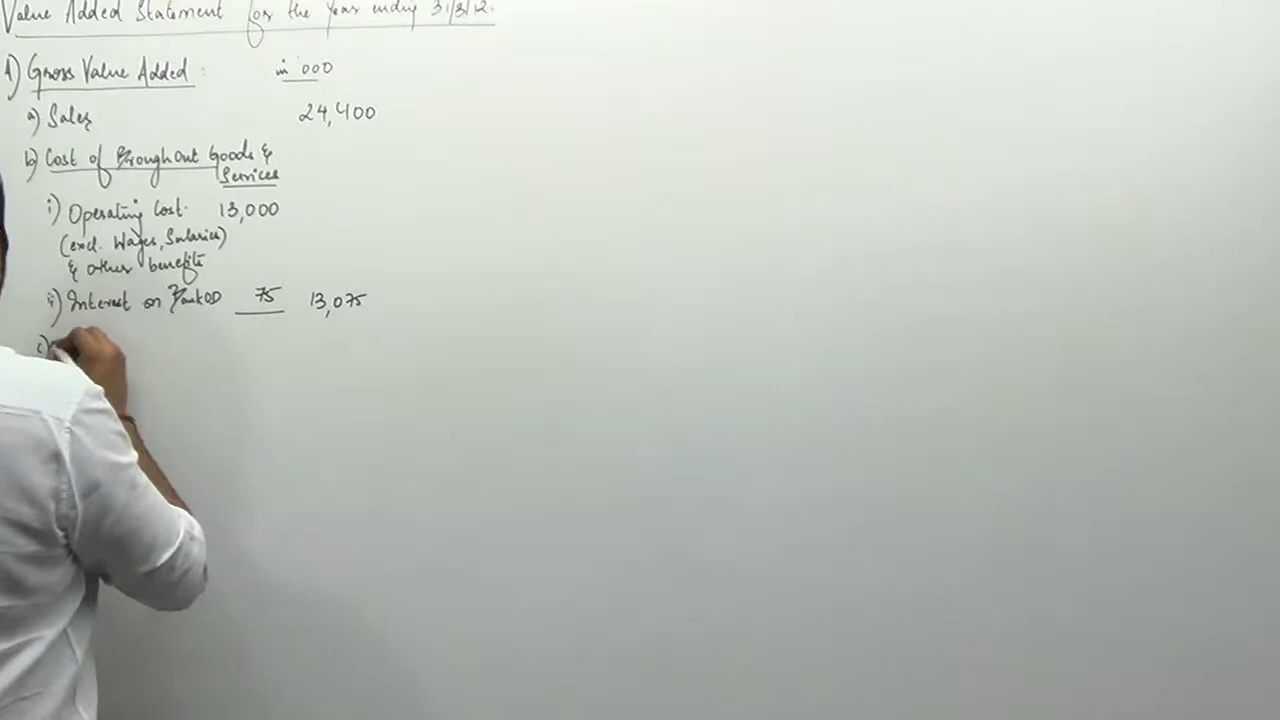 Value Added Statement for the Year ending 31/3/12.
1) Gross Value Added : in '000
a) Sales 24,400
b) Cost of Broughout Goods &
Services
i) Operating Cost. 13,000
(excl. Wages, Salaries)
& other benefits
ii) Interest on Bank OD 75 13,075
c)